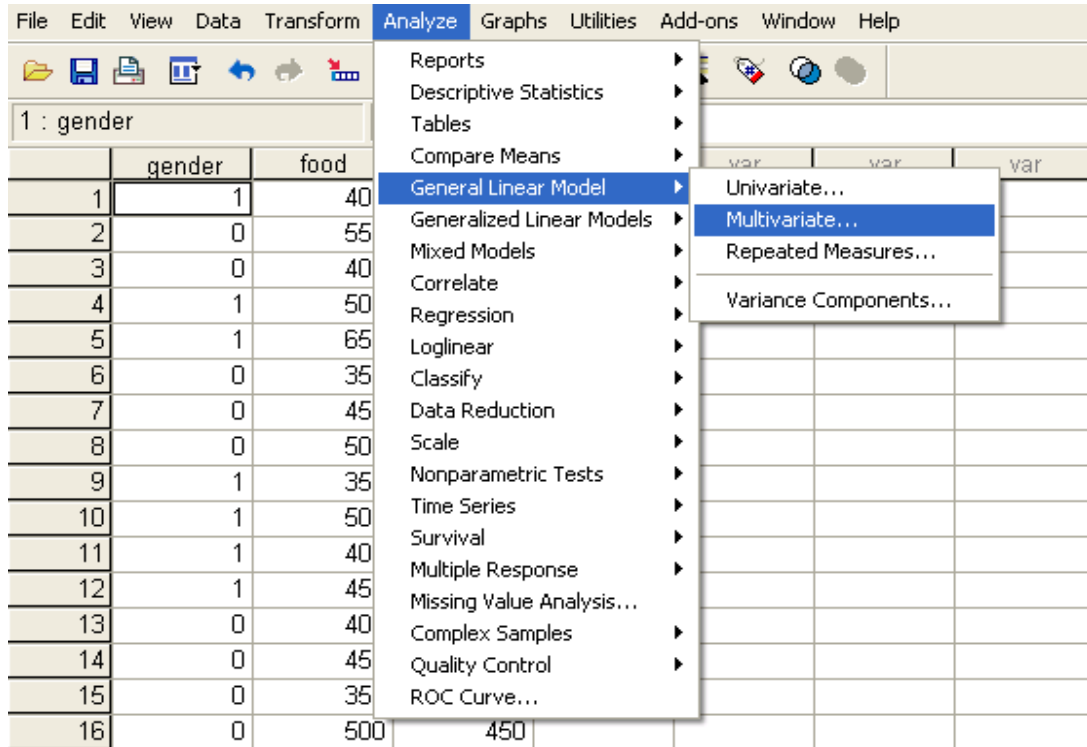 File Edit View Data Transform Analyze Graphs Utilities Add-ons Window Help
1 : gender
gender food var var var
1 1 40
2 0 55
3 0 40
4 1 50
5 1 65
6 0 35
7 0 45
8 0 50
9 1 35
10 1 50
11 1 40
12 1 45
13 0 40
14 0 45
15 0 35
16 0 500 450
Reports
Descriptive Statistics
Tables
Compare Means
General Linear Model
Generalized Linear Models
Mixed Models
Correlate
Regression
Loglinear
Classify
Data Reduction
Scale
Nonparametric Tests
Time Series
Survival
Multiple Response
Missing Value Analysis...
Complex Samples
Quality Control
ROC Curve...
Univariate...
Multivariate...
Repeated Measures...
Variance Components...